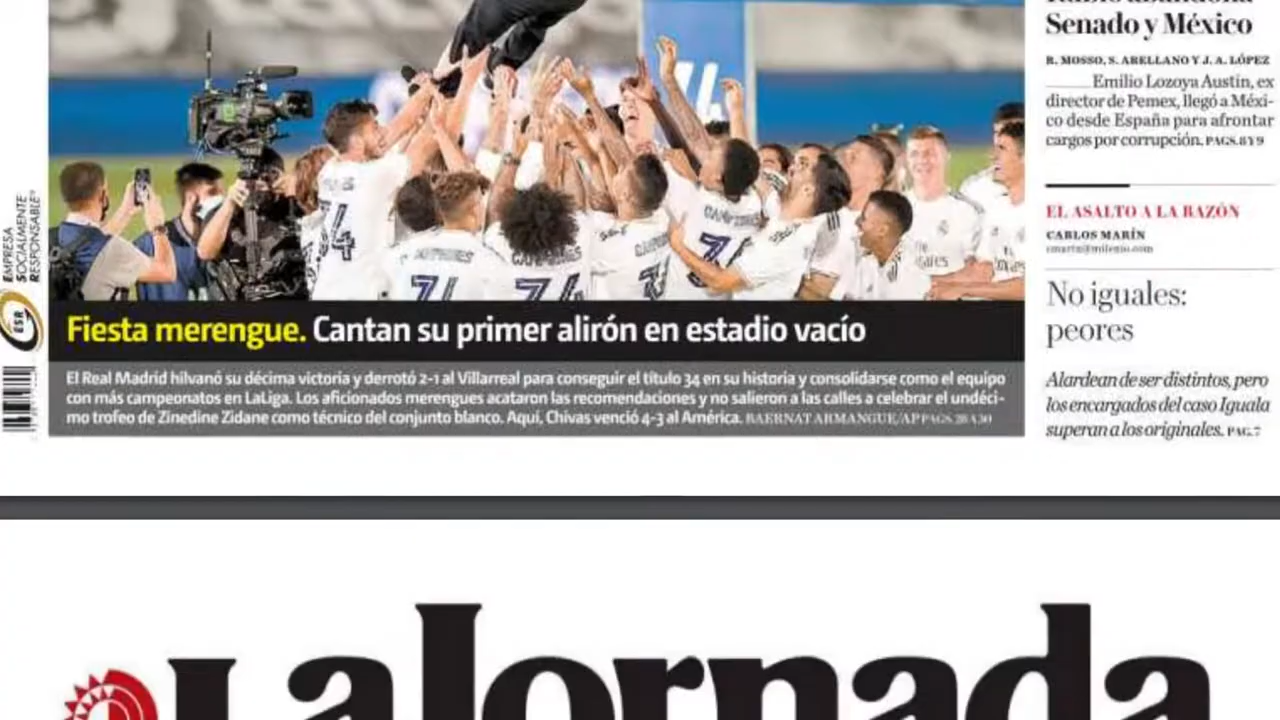 Senado y México
R. MOSSO, S. ARELLANO Y J. A. LÓPEZ
Emilio Lozoya Austin, ex
director de Pemex, llegó a Méxi-
co desde España para afrontar
cargos por corrupción. PAGS. 8 Y 9
EL ASALTO A LA RAZÓN
CARLOS MARÍN
cmarin@milenio.com
No iguales:
peores
Alardean de ser distintos, pero
los encargados del caso Iguala
superan a los originales. PAG. 7
EMPRESA
SOCIALMENTE
RESPONSABLE
ESR
34
CAMPEONES
Fiesta merengue. Cantan su primer alirón en estadio vacío
El Real Madrid hilvanó su décima victoria y derrotó 2-1 al Villarreal para conseguir el título 34 en su historia y consolidarse como el equipo
con más campeonatos en LaLiga. Los aficionados merengues acataron las recomendaciones y no salieron a las calles a celebrar el undéci-
mo trofeo de Zinedine Zidane como técnico del conjunto blanco. Aquí, Chivas venció 4-3 al América. BAERNAT ARMANGUE/AP PAGS. 28 A 30
La Jornada